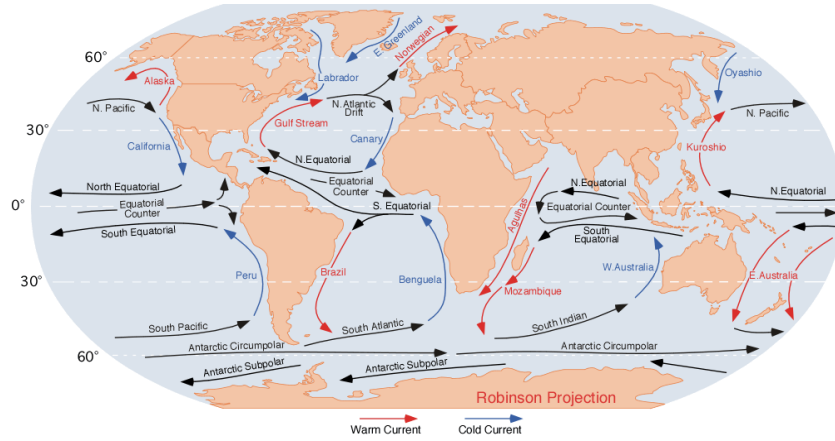 60°
E. Greenland
Norwegian
Alaska
Labrador
Oyashio
N. Pacific
N. Atlantic
Drift
N. Pacific
30°
Gulf Stream
California
Canary
Kuroshio
N.Equatorial
North Equatorial
Equatorial
Counter
N.Equatorial
N.Equatorial
0°
Equatorial
Counter
S. Equatorial
Agulhas
Equatorial Counter
South Equatorial
South
Equatorial
Peru
Brazil
Benguela
W.Australia
E.Australia
30°
Mozambique
South Pacific
South Atlantic
South Indian
Antarctic Circumpolar
Antarctic Circumpolar
60°
Antarctic Subpolar
Antarctic Subpolar
Robinson Projection
Warm Current
Cold Current